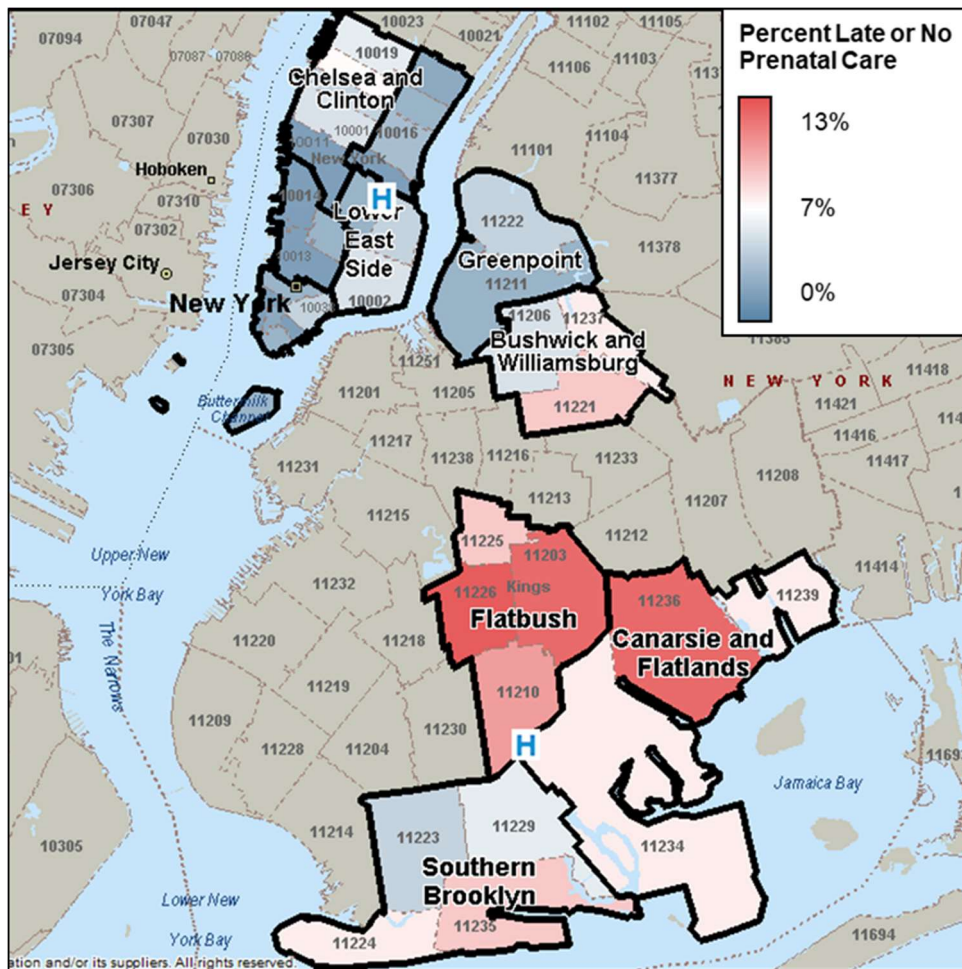 Percent Late or No
Prenatal Care
13%
7%
0%
07094
07047
07087
07086
10023
10021
11102
11105
10019
11106
11103
Chelsea and
Clinton
07307
07030
10016
11104
11101
New York
Hoboken
07306
07310
10014
H
11377
E Y
07302
Lower
East
Side
11222
11378
Jersey City
10013
Greenpoint
07304
New York
10002
11211
11206
11237
07305
Bushwick and
Williamsburg
11385
11251
11418
11201
11205
NEW YORK
Buttermilk
Channel
11221
11421
11416
11217
11238
11216
11233
11417
11231
11208
11207
11213
11215
11212
11225
11203
Upper New
York Bay
11232
11226
Kings
11236
11239
11414
11220
11218
Flatbush
Canarsie and
Flatlands
The Narrows
11219
11210
11209
11230
11228
11204
H
Jamaica Bay
11214
11223
11229
10305
11234
Southern
Brooklyn
Lower New
York Bay
11235
11224
11694
ation and/or its suppliers. All rights reserved.